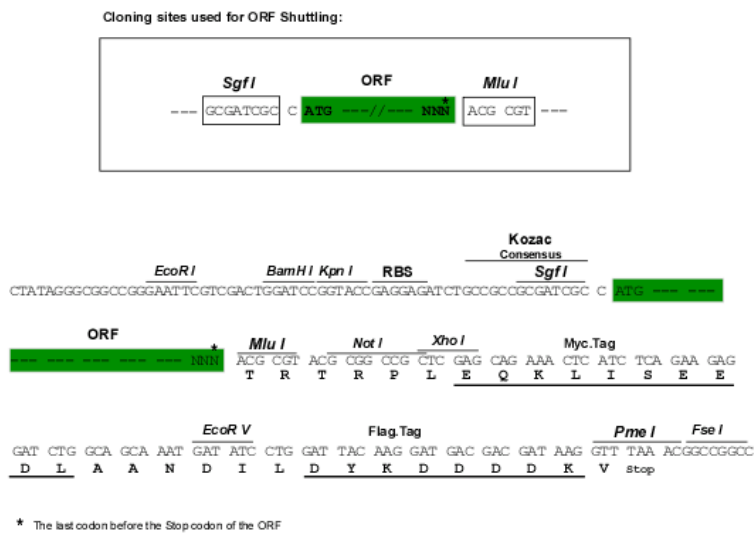 Cloning sites used for ORF Shuttling:
Sgf I ORF Mlu I
*
--- GCGATCGC C ATG ---//--- NNN ACG CGT ---
Kozac
Consensus
EcoR I BamH I Kpn I RBS Sgf I
CTATAGGGCGGCCGGGAATTCGTCGACTGGATCCGGTACCGAGGAGATCTGCCGCCGCGATCGC C ATG --- ---
ORF * Mlu I Not I Xho I Myc.Tag
--- --- --- --- --- --- NNN ACG CGT ACG CGG CCG CTC GAG CAG AAA CTC ATC TCA GAA GAG
T R T R P L E Q K L I S E E
EcoR V Flag.Tag Pme I Fse I
GAT CTG GCA GCA AAT GAT ATC CTG GAT TAC AAG GAT GAC GAC GAT AAG GTT TAA ACGGCCGGCC
D L A A N D I L D Y K D D D D K V Stop
* The last codon before the Stop codon of the ORF